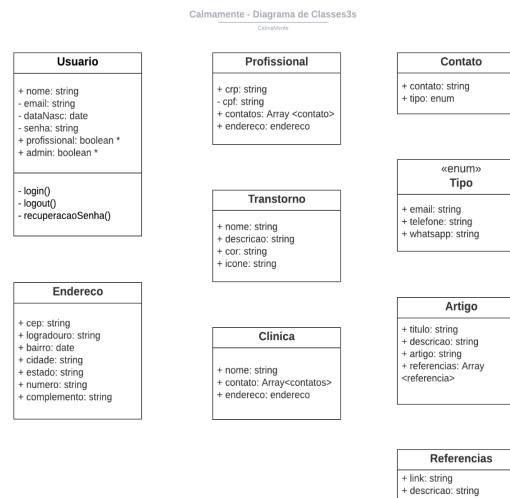 Calmamente - Diagrama de Classes3s
CalmaMente
Usuario
+ nome: string
- email: string
- dataNasc: date
- senha: string
+ profissional: boolean *
+ admin: boolean *
- login()
- logout()
- recuperacaoSenha()
Endereco
+ cep: string
+ logradouro: string
+ bairro: date
+ cidade: string
+ estado: string
+ numero: string
+ complemento: string
Profissional
+ crp: string
- cpf: string
+ contatos: Array <contato>
+ endereco: endereco
Transtorno
+ nome: string
+ descricao: string
+ cor: string
+ icone: string
Clinica
+ nome: string
+ contato: Array<contatos>
+ endereco: endereco
Contato
+ contato: string
+ tipo: enum
«enum»
Tipo
+ email: string
+ telefone: string
+ whatsapp: string
Artigo
+ titulo: string
+ descricao: string
+ artigo: string
+ referencias: Array
<referencia>
Referencias
+ link: string
+ descricao: string